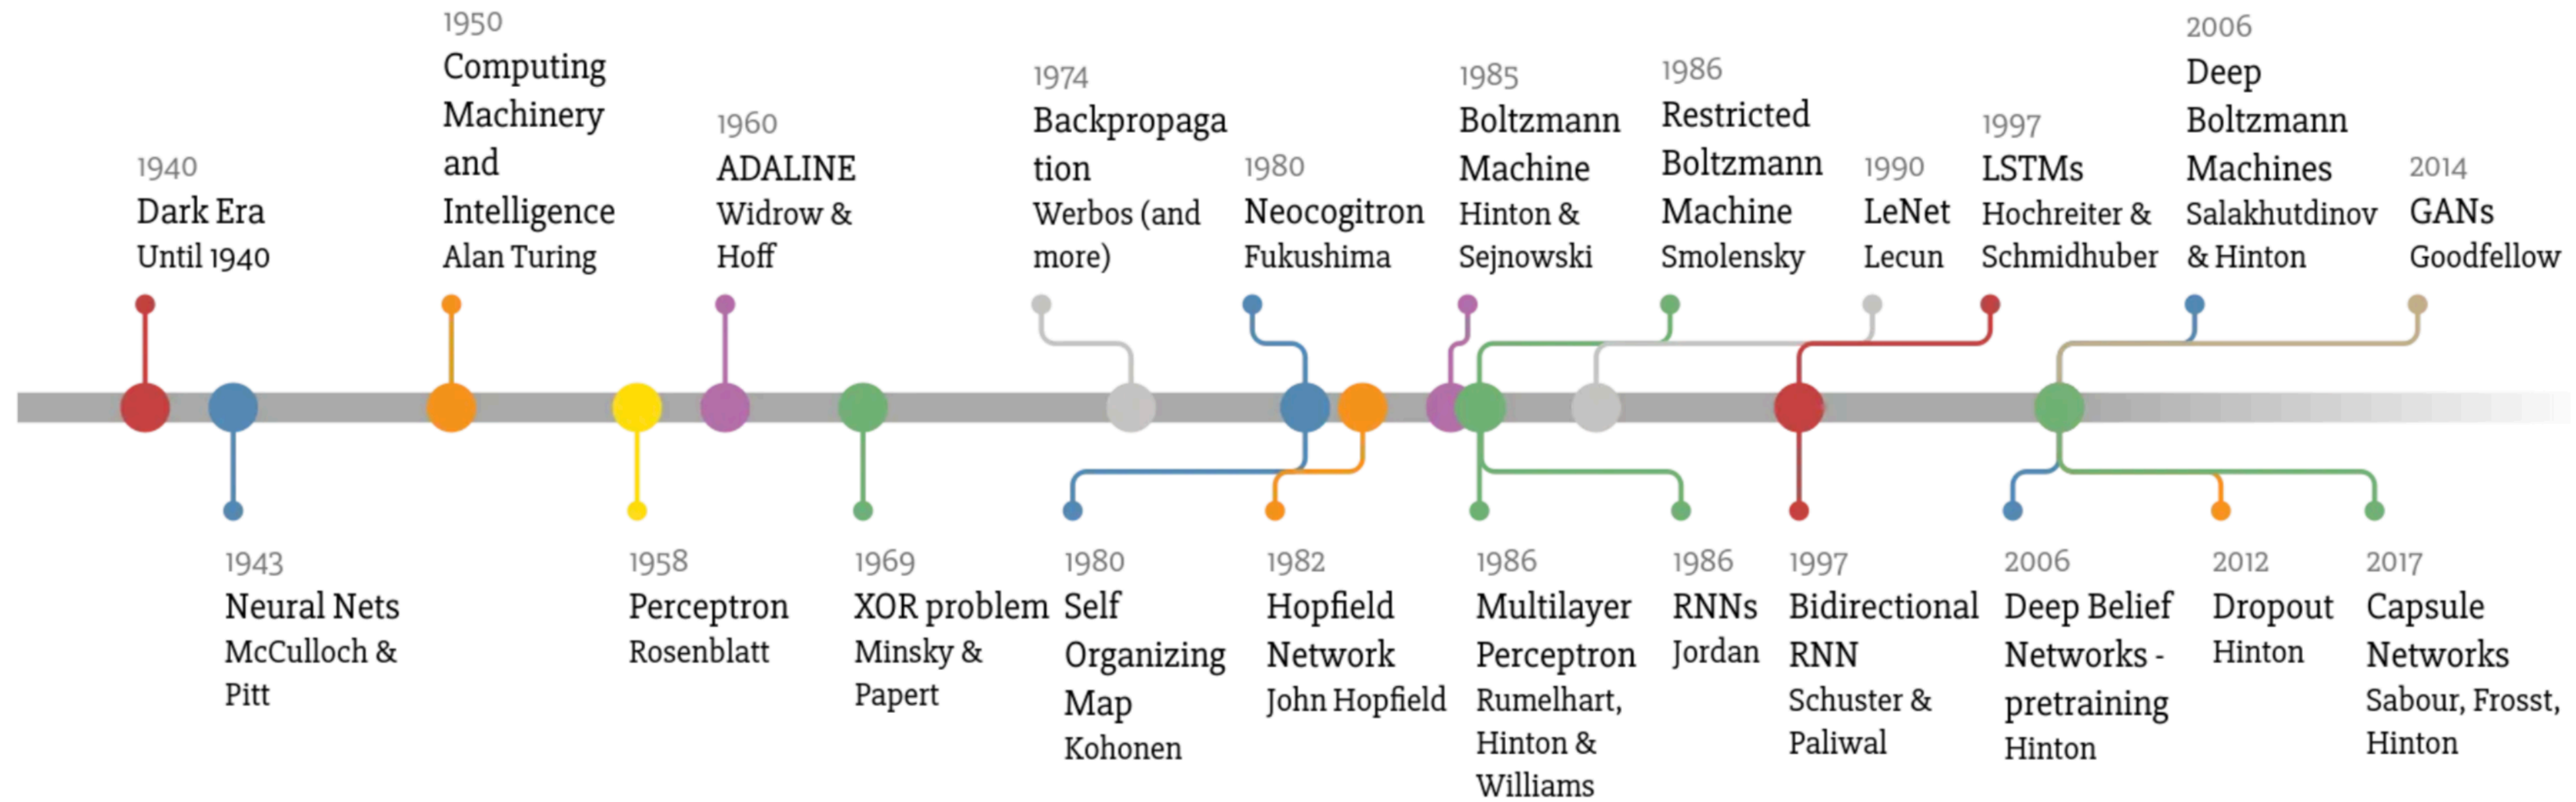 1940
Dark Era
Until 1940
1950
Computing
Machinery
and
Intelligence
Alan Turing
1960
ADALINE
Widrow &
Hoff
1974
Backpropaga
tion
Werbos (and
more)
1980
Neocogitron
Fukushima
1985
Boltzmann
Machine
Hinton &
Sejnowski
1986
Restricted
Boltzmann
Machine
Smolensky
1990
LeNet
Lecun
1997
LSTMs
Hochreiter &
Schmidhuber
2006
Deep
Boltzmann
Machines
Salakhutdinov
& Hinton
2014
GANs
Goodfellow
1943
Neural Nets
McCulloch &
Pitt
1958
Perceptron
Rosenblatt
1969
XOR problem
Minsky &
Papert
1980
Self
Organizing
Map
Kohonen
1982
Hopfield
Network
John Hopfield
1986
Multilayer
Perceptron
Rumelhart,
Hinton &
Williams
1986
RNNs
Jordan
1997
Bidirectional
RNN
Schuster &
Paliwal
2006
Deep Belief
Networks -
pretraining
Hinton
2012
Dropout
Hinton
2017
Capsule
Networks
Sabour, Frosst,
Hinton